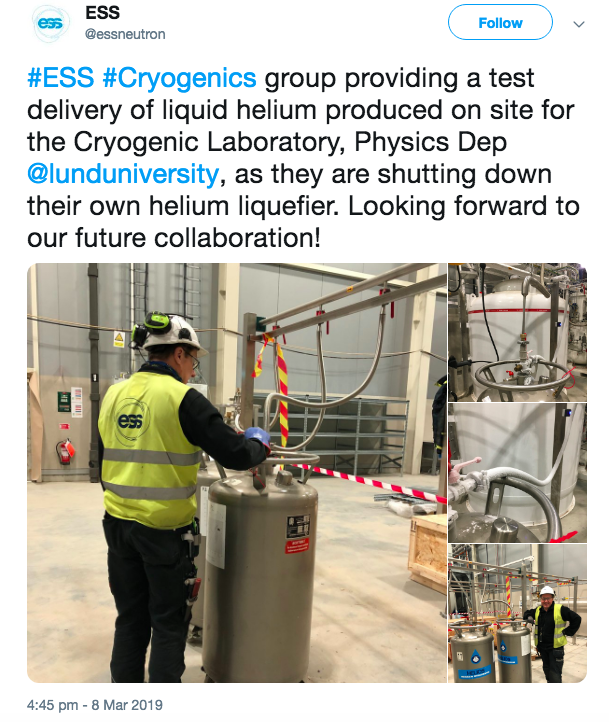 ess
ESS
@essneutron
Follow
#ESS #Cryogenics group providing a test
delivery of liquid helium produced on site for
the Cryogenic Laboratory, Physics Dep
@lunduniversity, as they are shutting down
their own helium liquefier. Looking forward to
our future collaboration!
ess
4:45 pm - 8 Mar 2019